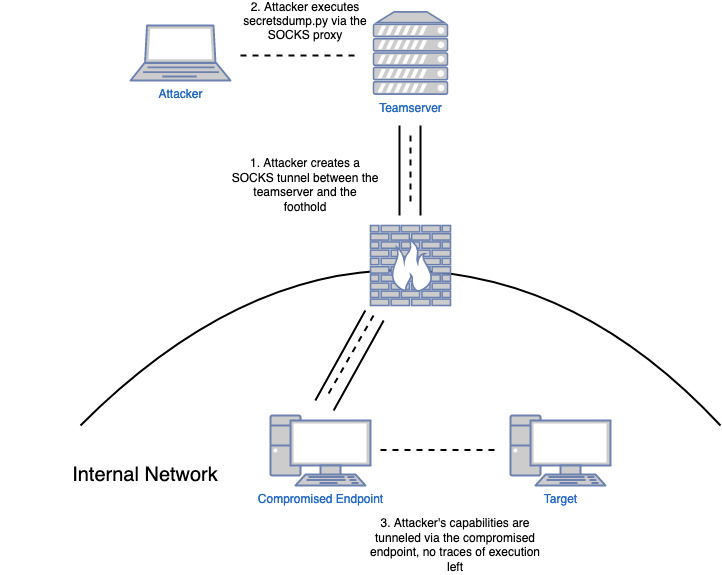 2. Attacker executes
secretsdump.py via the
SOCKS proxy
Attacker
Teamserver
1. Attacker creates a
SOCKS tunnel between the
teamserver and the
foothold
Internal Network
Compromised Endpoint
Target
3. Attacker's capabilities are
tunneled via the compromised
endpoint, no traces of execution
left